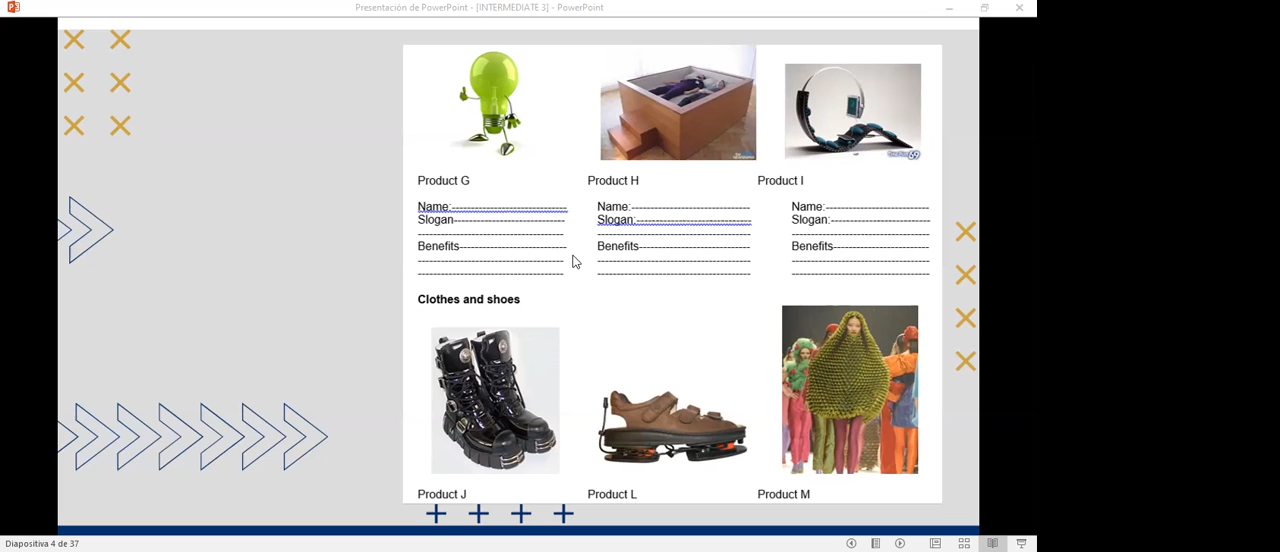 Presentación de PowerPoint - [INTERMEDIATE 3] - PowerPoint
Product G Product H Product I
Name:------------------------------ Name:------------------------------ Name:---------------------------
Slogan----------------------------- Slogan:----------------------------- Slogan:--------------------------
--------------------------------------- --------------------------------------- -----------------------------------
Benefits---------------------------- Benefits---------------------------- Benefits-------------------------
--------------------------------------- --------------------------------------- -----------------------------------
--------------------------------------- --------------------------------------- -----------------------------------
Clothes and shoes
Product J Product L Product M
Diapositiva 4 de 37